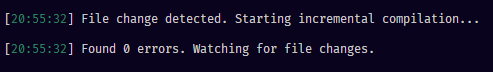 [20:55:32] File change detected. Starting incremental compilation...
[20:55:32] Found 0 errors. Watching for file changes.